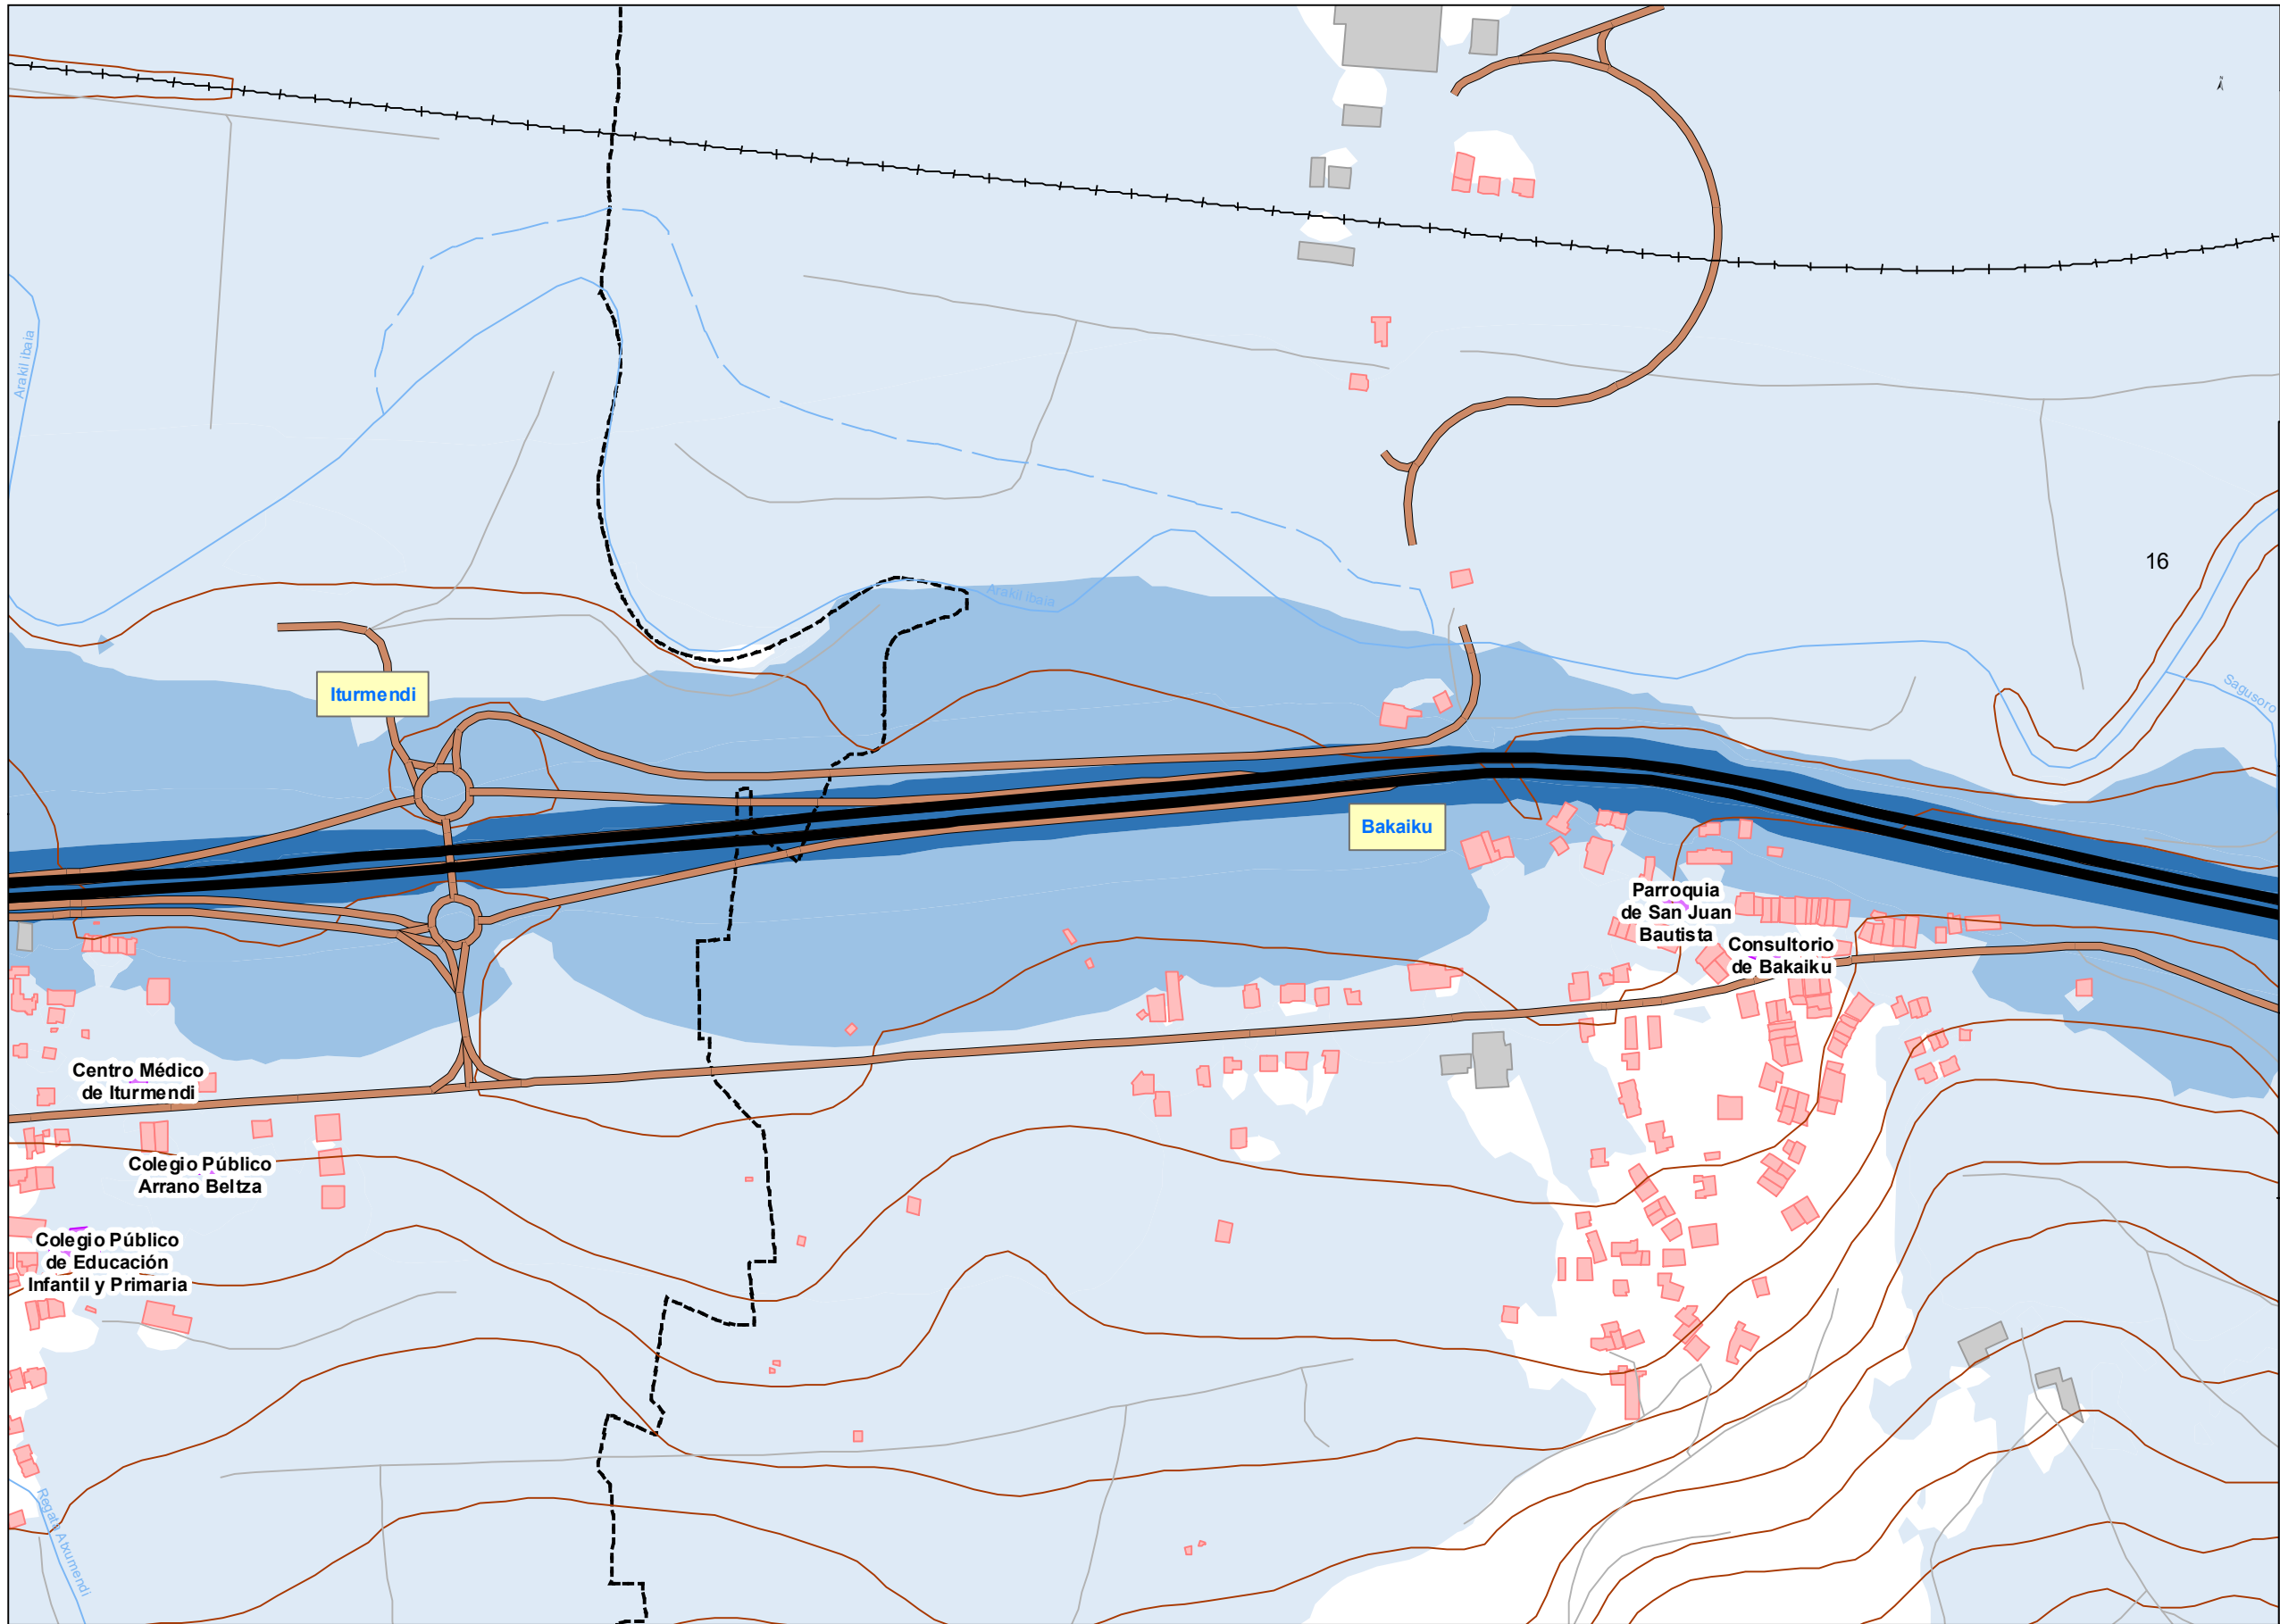 N
Arakil ibaia
16
Arakil ibaia
Iturmendi
Sagusoro
Bakaiku
Parroquia
de San Juan
Bautista
Consultorio
de Bakaiku
Centro Médico
de Iturmendi
Colegio Público
Arrano Beltza
Colegio Público
de Educación
Infantil y Primaria
Regata Atxumendi